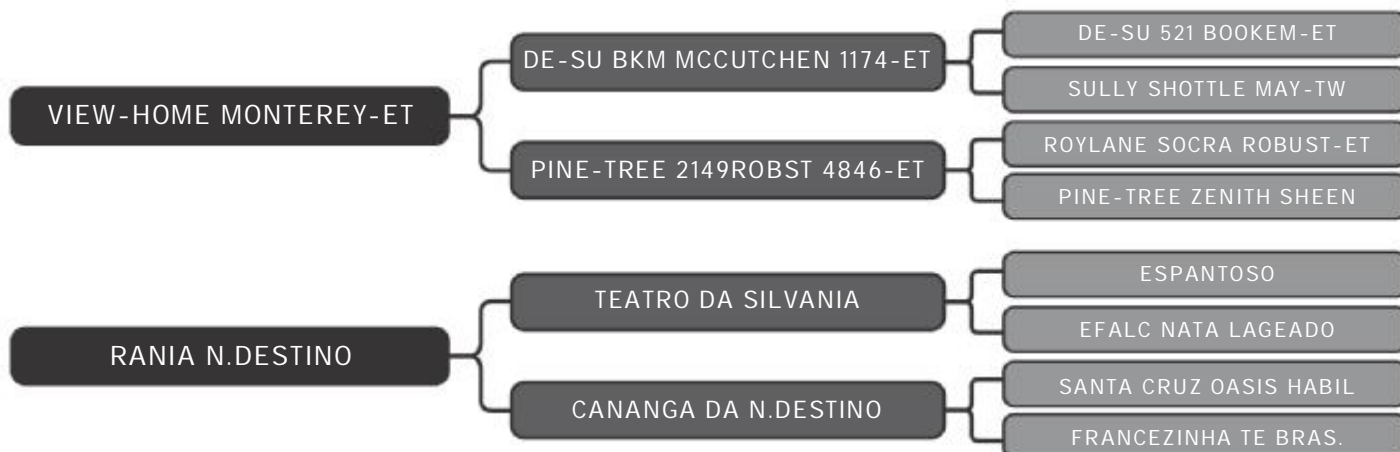 VIEW-HOME MONTEREY-ET
DE-SU BKM MCCUTCHEN 1174-ET
DE-SU 521 BOOKEM-ET
SULLY SHOTTLE MAY-TW
PINE-TREE 2149ROBST 4846-ET
ROYLANE SOCRA ROBUST-ET
PINE-TREE ZENITH SHEEN
RANIA N.DESTINO
TEATRO DA SILVANIA
ESPANTOSO
EFALC NATA LAGEADO
CANANGA DA N.DESTINO
SANTA CRUZ OASIS HABIL
FRANCEZINHA TE BRAS.